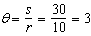 θ = s/r = 30/10 = 3